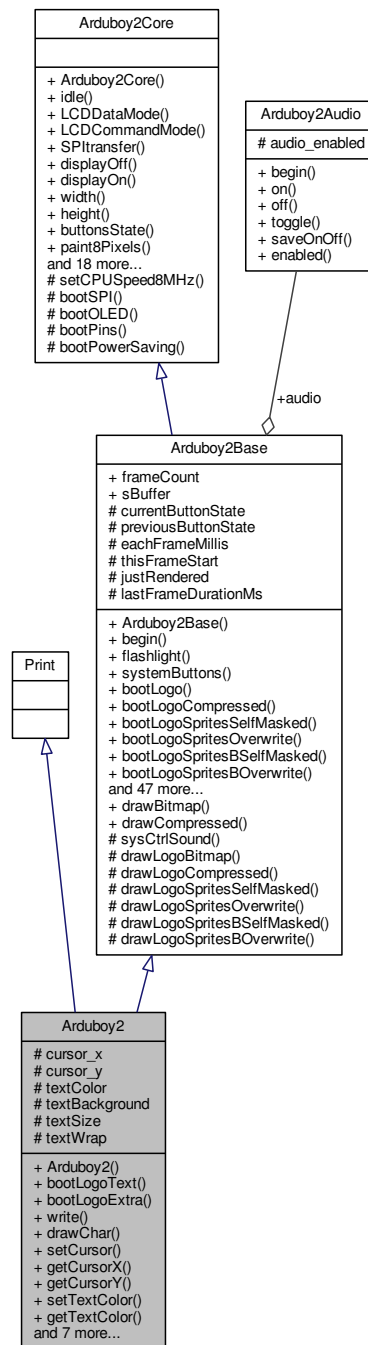 Arduboy2Core
+ Arduboy2Core()
+ idle()
+ LCDDataMode()
+ LCDCommandMode()
+ SPItransfer()
+ displayOff()
+ displayOn()
+ width()
+ height()
+ buttonsState()
+ paint8Pixels()
and 18 more...
# setCPUSpeed8MHz()
# bootSPI()
# bootOLED()
# bootPins()
# bootPowerSaving()
Arduboy2Audio
# audio_enabled
+ begin()
+ on()
+ off()
+ toggle()
+ saveOnOff()
+ enabled()
+audio
Arduboy2Base
+ frameCount
+ sBuffer
# currentButtonState
# previousButtonState
# eachFrameMillis
# thisFrameStart
# justRendered
# lastFrameDurationMs
+ Arduboy2Base()
+ begin()
+ flashlight()
+ systemButtons()
+ bootLogo()
+ bootLogoCompressed()
+ bootLogoSpritesSelfMasked()
+ bootLogoSpritesOverwrite()
+ bootLogoSpritesBSelfMasked()
+ bootLogoSpritesBOverwrite()
and 47 more...
+ drawBitmap()
+ drawCompressed()
# sysCtrlSound()
# drawLogoBitmap()
# drawLogoCompressed()
# drawLogoSpritesSelfMasked()
# drawLogoSpritesOverwrite()
# drawLogoSpritesBSelfMasked()
# drawLogoSpritesBOverwrite()
Print
Arduboy2
# cursor_x
# cursor_y
# textColor
# textBackground
# textSize
# textWrap
+ Arduboy2()
+ bootLogoText()
+ bootLogoExtra()
+ write()
+ drawChar()
+ setCursor()
+ getCursorX()
+ getCursorY()
+ setTextColor()
+ getTextColor()
and 7 more...